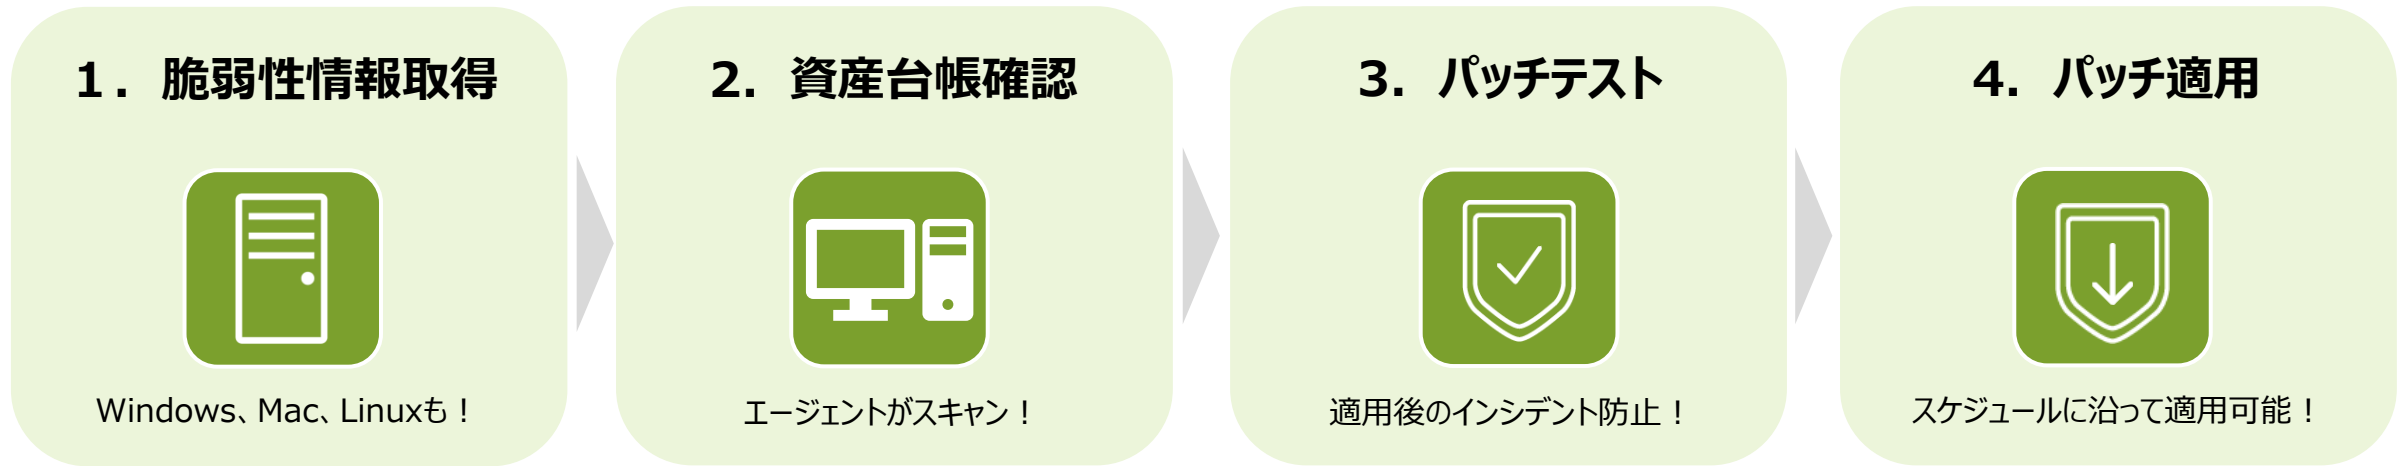 １．脆弱性情報取得
Windows、Mac、Linuxも！
2. 資産台帳確認
エージェントがスキャン！
3. パッチテスト
適用後のインシデント防止！
4. パッチ適用
スケジュールに沿って適用可能！